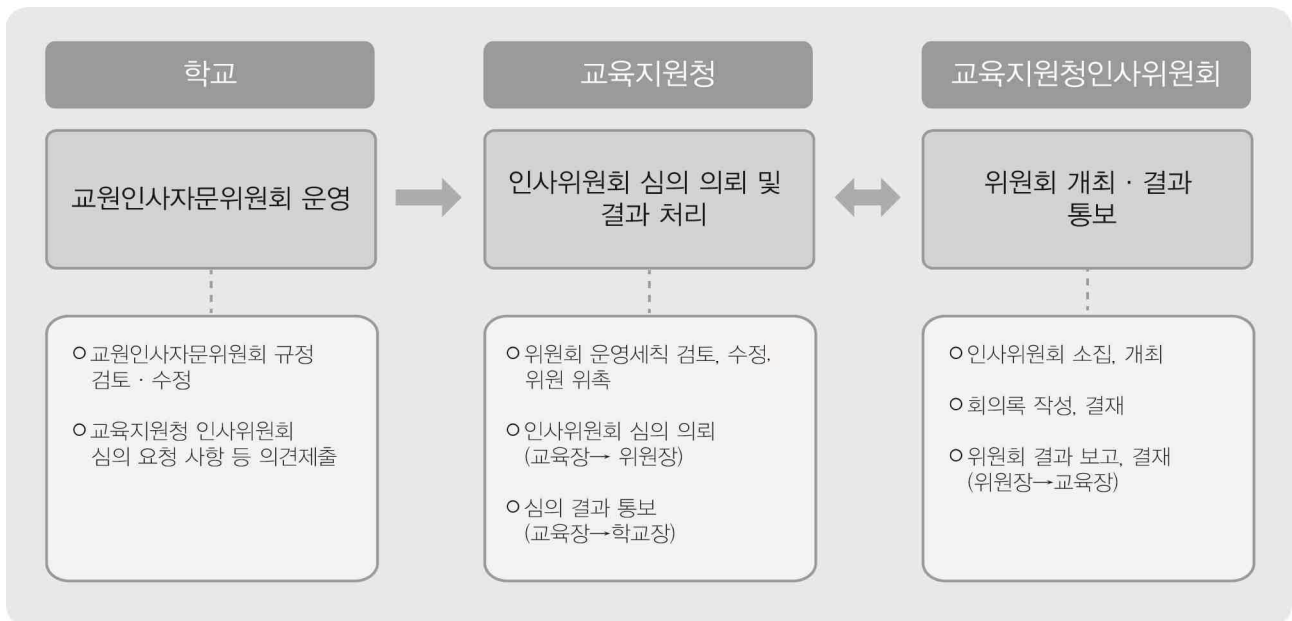 학교
교원인사자문위원회 운영
○ 교원인사자문위원회 규정
검토 · 수정
○ 교육지원청 인사위원회
심의 요청 사항 등 의견제출
교육지원청
인사위원회 심의 의뢰 및
결과 처리
○ 위원회 운영세칙 검토, 수정,
위원 위촉
○ 인사위원회 심의 의뢰
(교육장→ 위원장)
○ 심의 결과 통보
(교육장→학교장)
교육지원청인사위원회
위원회 개최 · 결과
통보
○ 인사위원회 소집, 개최
○ 회의록 작성, 결재
○ 위원회 결과 보고, 결재
(위원장→교육장)